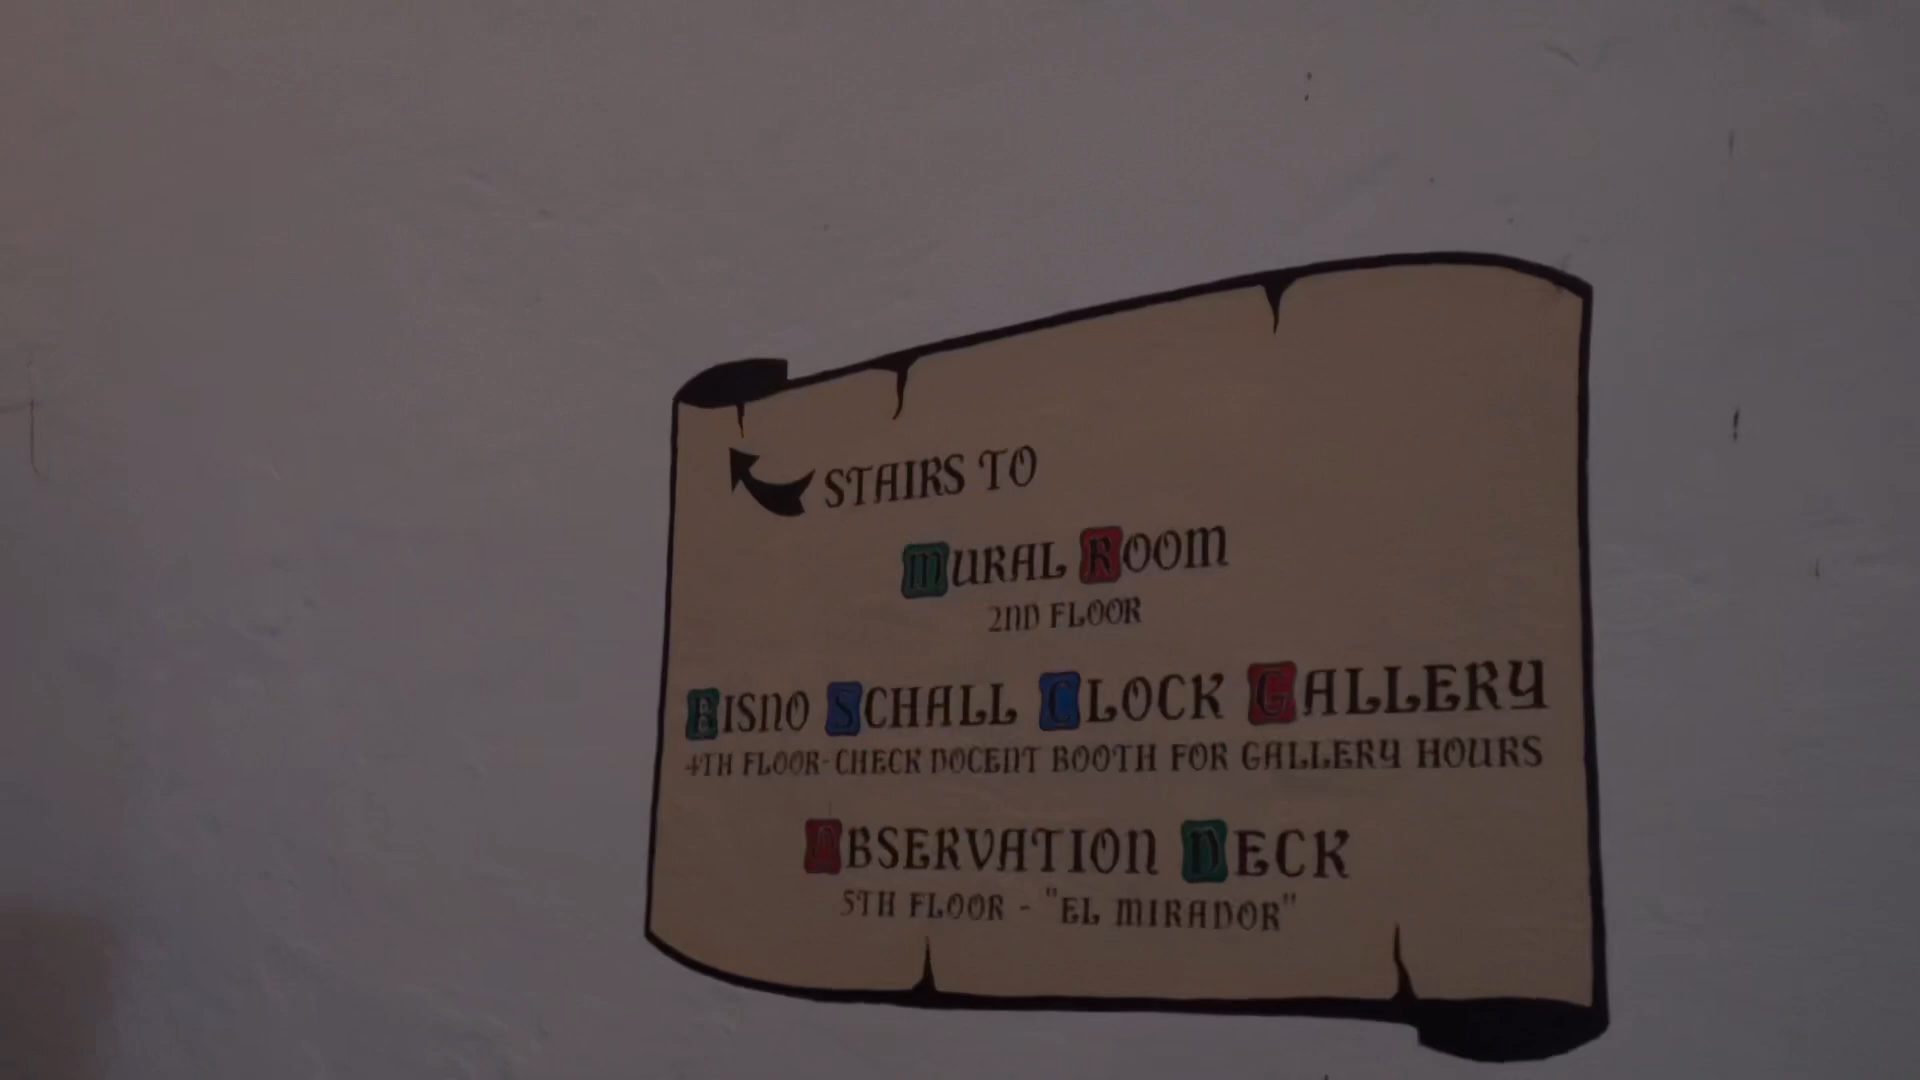 STAIRS TO
MURAL ROOM
2ND FLOOR
BISNO SCHALL CLOCK GALLERY
4TH FLOOR-CHECK DOCENT BOOTH FOR GALLERY HOURS
OBSERVATION DECK
5TH FLOOR - "EL MIRADOR"